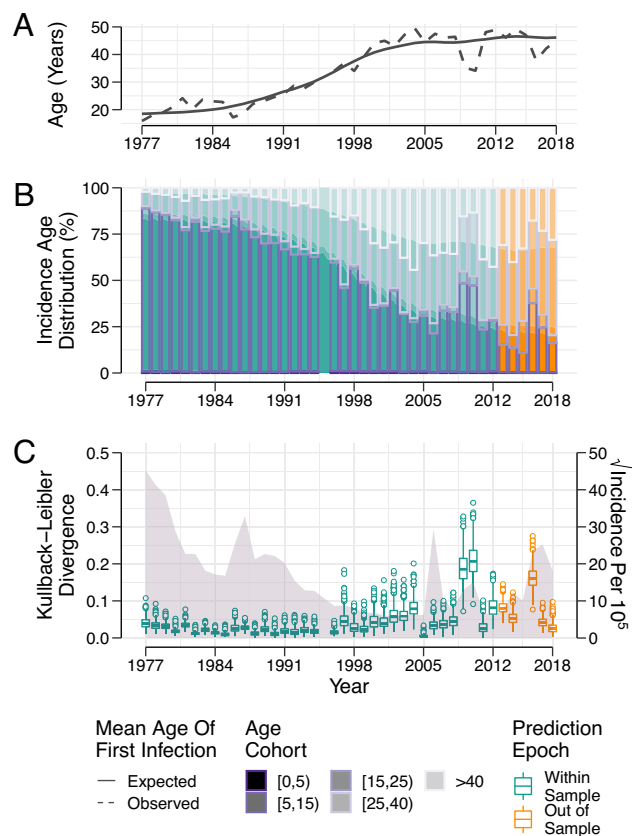 A
Age (Years)
50
40
30
20
1977 1984 1991 1998 2005 2012 2018
B
Incidence Age
Distribution (%)
100
75
50
25
0
1977 1984 1991 1998 2005 2012 2018
C
Kullback−Leibler
Divergence
0.5
0.4
0.3
0.2
0.1
0.0
50
40
30
20
10
0
√Incidence Per 10⁵
1977 1984 1991 1998 2005 2012 2018
Year
Mean Age Of
First Infection
Expected
Observed
Age
Cohort
[0,5) [15,25) >40
[5,15) [25,40)
Prediction
Epoch
Within
Sample
Out of
Sample